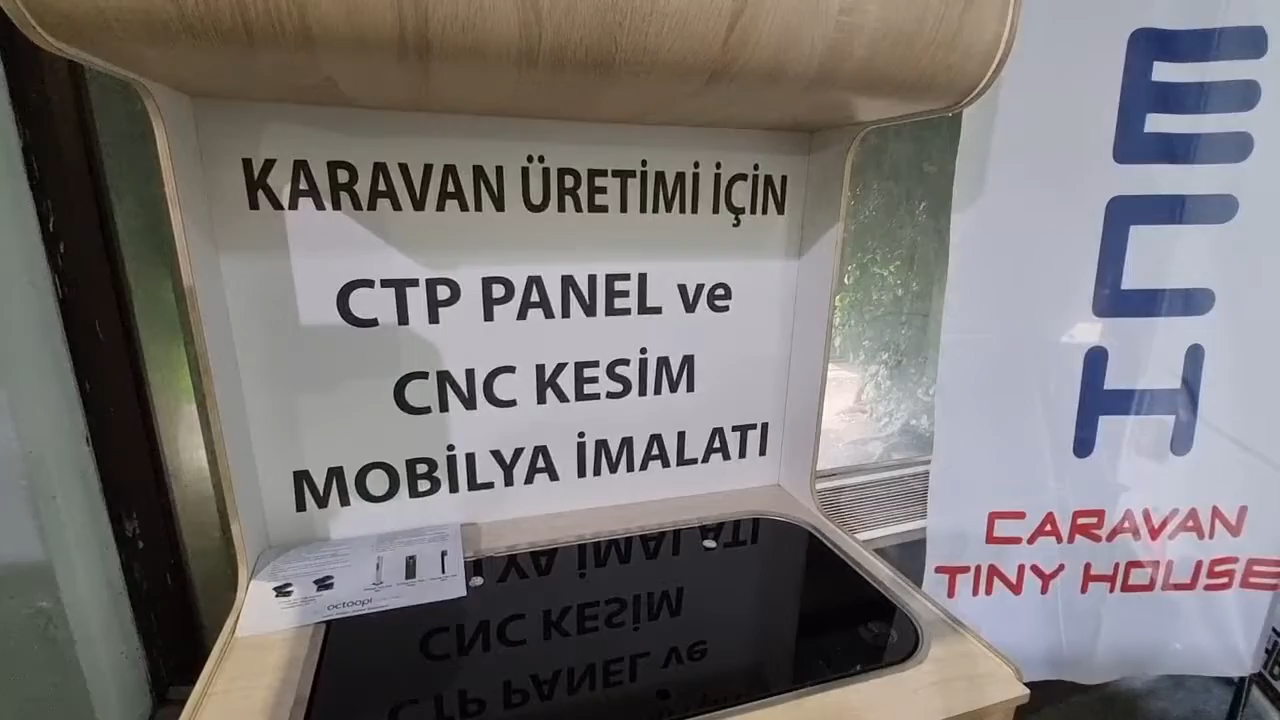 KARAVAN ÜRETİMİ İÇİN
CTP PANEL ve
CNC KESİM
MOBİLYA İMALATI
octoopi
ECH
CARAVAN
TINY HOUSE